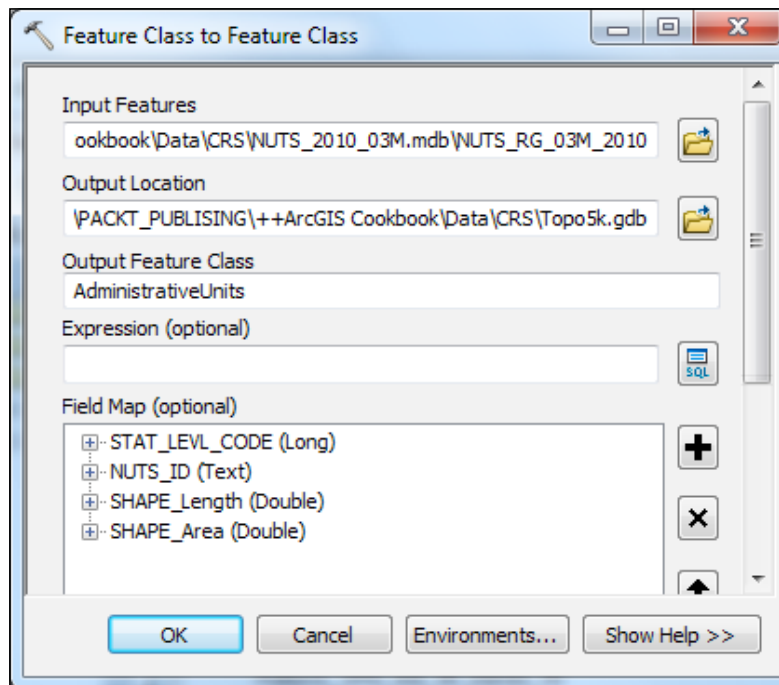 Feature Class to Feature Class
Input Features
ookbook\Data\CRS\NUTS_2010_03M.mdb\NUTS_RG_03M_2010
Output Location
\PACKT_PUBLISING\++ArcGIS Cookbook\Data\CRS\Topo5k.gdb
Output Feature Class
AdministrativeUnits
Expression (optional)
SQL
Field Map (optional)
STAT_LEVL_CODE (Long)
NUTS_ID (Text)
SHAPE_Length (Double)
SHAPE_Area (Double)
OK Cancel Environments... Show Help >>